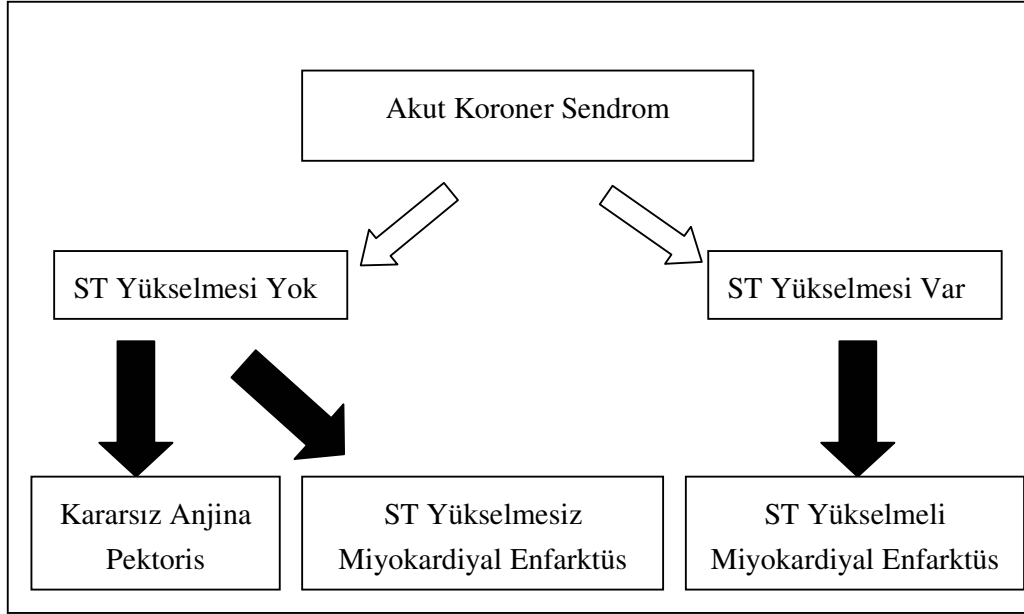 Akut Koroner Sendrom
ST Yükselmesi Yok
ST Yükselmesi Var
Kararsız Anjina
Pektoris
ST Yükselmesiz
Miyokardiyal Enfarktüs
ST Yükselmeli
Miyokardiyal Enfarktüs